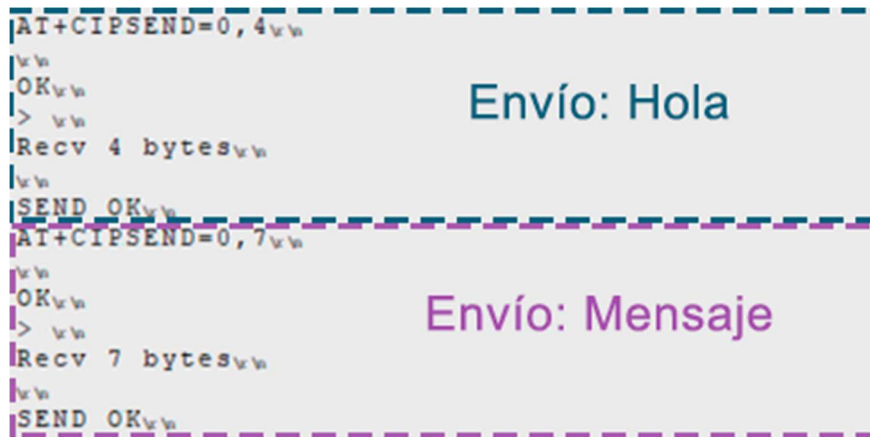 AT+CIPSEND=0,4\r\n
\r\n
OK\r\n
Envío: Hola
> \r\n
Recv 4 bytes\r\n
\r\n
SEND OK\r\n
AT+CIPSEND=0,7\r\n
\r\n
OK\r\n
Envío: Mensaje
> \r\n
Recv 7 bytes\r\n
\r\n
SEND OK\r\n